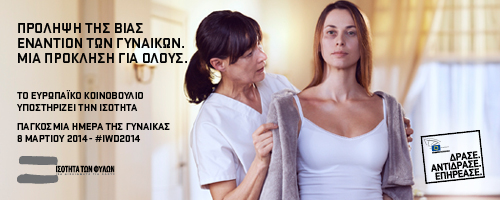 ΠΡΟΛΗΨΗ ΤΗΣ ΒΙΑΣ
ΕΝΑΝΤΙΟΝ ΤΩΝ ΓΥΝΑΙΚΩΝ.
ΜΙΑ ΠΡΟΚΛΗΣΗ ΓΙΑ ΟΛΟΥΣ.
ΤΟ ΕΥΡΩΠΑΪΚΟ ΚΟΙΝΟΒΟΥΛΙΟ
ΥΠΟΣΤΗΡΙΖΕΙ ΤΗΝ ΙΣΟΤΗΤΑ
ΠΑΓΚΟΣΜΙΑ ΗΜΕΡΑ ΤΗΣ ΓΥΝΑΙΚΑΣ
8 ΜΑΡΤΙΟΥ 2014 - #IWD2014
ΙΣΟΤΗΤΑ ΤΩΝ ΦΥΛΩΝ
ΔΡΑΣΕ.
ΑΝΤΙΔΡΑΣΕ.
ΕΠΗΡΕΑΣΕ.